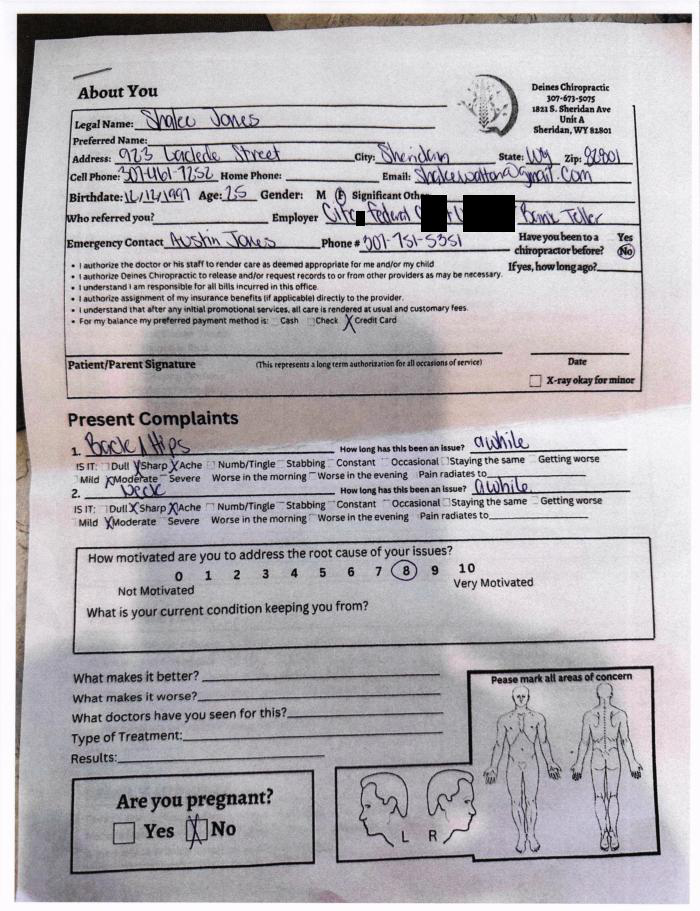 About You
Deines Chiropractic
307-673-5075
1821 S. Sheridan Ave
Unit A
Sheridan, WY 82801
Legal Name: Shalee Jones
Preferred Name:
Address: 923 Laclede Street City: Sheridan State: Wy Zip: 82801
Cell Phone: 307-461-7252 Home Phone: Email: Shaleewalton@gmail.com
Birthdate: 12/12/1997 Age: 25 Gender: M F Significant Other
Who referred you? Employer Federal Bank Teller
Emergency Contact Austin Jones Phone # 307-751-5351 Have you been to a chiropractor before? Yes No
If yes, how long ago?
• I authorize the doctor or his staff to render care as deemed appropriate for me and/or my child
• I authorize Deines Chiropractic to release and/or request records to or from other providers as may be necessary.
• I understand I am responsible for all bills incurred in this office.
• I authorize assignment of my insurance benefits (if applicable) directly to the provider.
• I understand that after any initial promotional services, all care is rendered at usual and customary fees.
• For my balance my preferred payment method is: Cash Check X Credit Card
Patient/Parent Signature (This represents a long term authorization for all occasions of service) Date
X-ray okay for minor
Present Complaints
1. Back / Hips How long has this been an issue? awhile
IS IT: Dull X Sharp X Ache Numb/Tingle Stabbing Constant Occasional Staying the same Getting worse
Mild X Moderate Severe Worse in the morning Worse in the evening Pain radiates to
2. Neck How long has this been an issue? awhile
IS IT: Dull X Sharp X Ache Numb/Tingle Stabbing Constant Occasional Staying the same Getting worse
Mild X Moderate Severe Worse in the morning Worse in the evening Pain radiates to
How motivated are you to address the root cause of your issues?
0 1 2 3 4 5 6 7 8 9 10
Not Motivated Very Motivated
What is your current condition keeping you from?
What makes it better?
What makes it worse?
What doctors have you seen for this?
Type of Treatment:
Results:
Pease mark all areas of concern
Are you pregnant?
Yes X No
L R